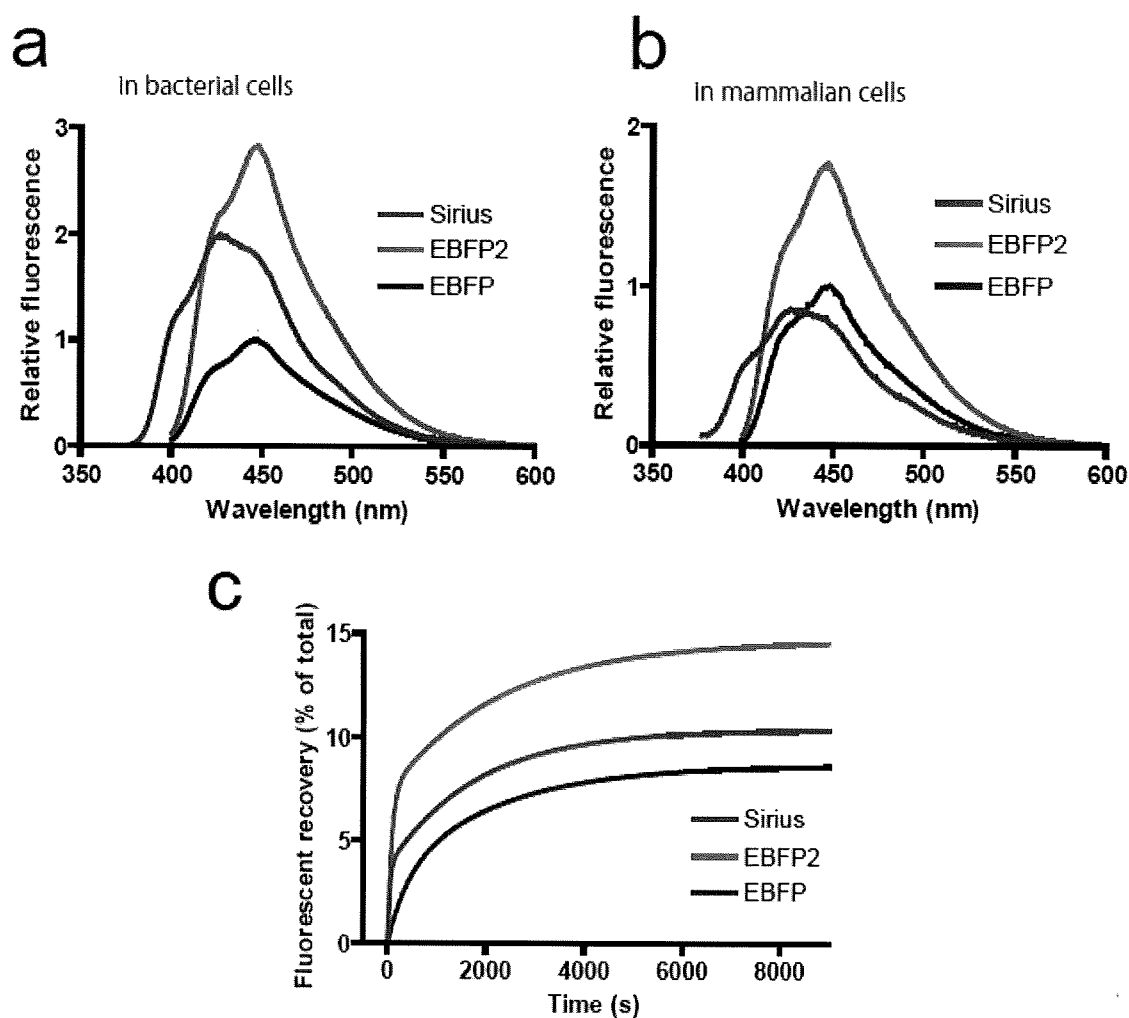 a
in bacterial cells
3
2
1
0
Relative fluorescence
Sirius
EBFP2
EBFP
350 400 450 500 550 600
Wavelength (nm)
b
in mammalian cells
2
1
0
Relative fluorescence
Sirius
EBFP2
EBFP
350 400 450 500 550 600
Wavelength (nm)
c
15
10
5
0
Fluorescent recovery (% of total)
Sirius
EBFP2
EBFP
0 2000 4000 6000 8000
Time (s)